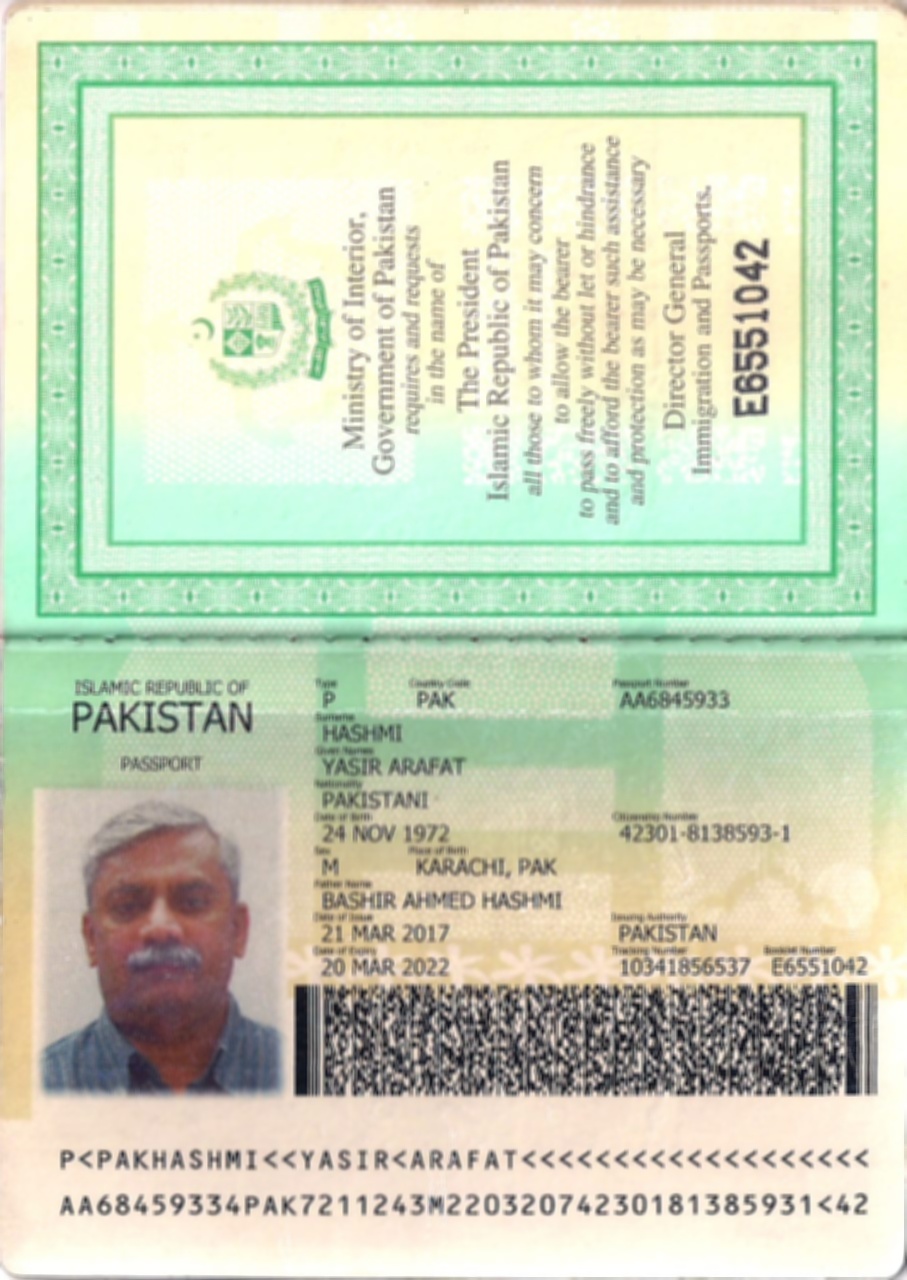 Ministry of Interior,
Government of Pakistan
requires and requests
in the name of
The President
Islamic Republic of Pakistan
all those to whom it may concern
to allow the bearer
to pass freely without let or hindrance
and to afford the bearer such assistance
and protection as may be necessary
Director General
Immigration and Passports.
E6551042
ISLAMIC REPUBLIC OF
PAKISTAN
PASSPORT
Type Country Code Passport Number
P PAK AA6845933
Surname
HASHMI
Given Names
YASIR ARAFAT
Nationality
PAKISTANI
Date of Birth Citizenship Number
24 NOV 1972 42301-8138593-1
Sex Place of Birth
M KARACHI, PAK
Father Name
BASHIR AHMED HASHMI
Date of Issue Issuing Authority
21 MAR 2017 PAKISTAN
Date of Expiry Tracking Number Booklet Number
20 MAR 2022 10341856537 E6551042
P<PAKHASHMI<<YASIR<ARAFAT<<<<<<<<<<<<<<<<<<<
AA68459334PAK7211243M22032074230181385931<42